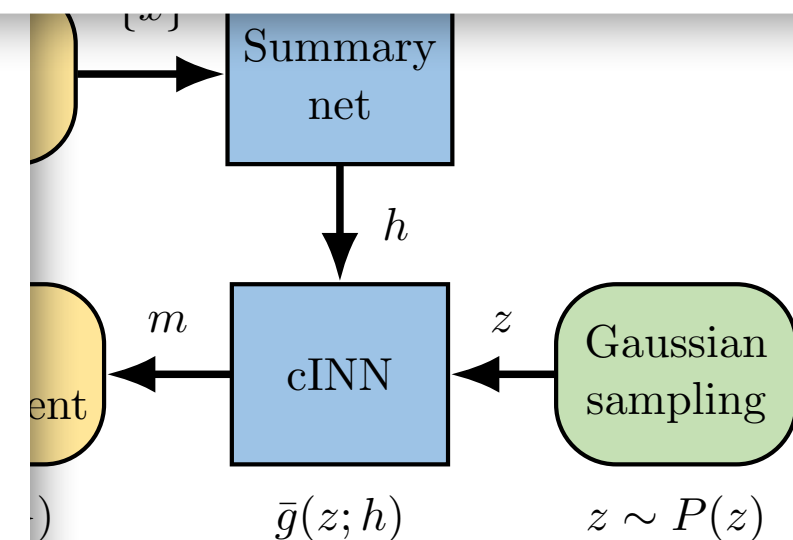 {x}
Summary
net
h
m
z
cINN
Gaussian
sampling
ent
)
ḡ(z; h)
z ∼ P(z)